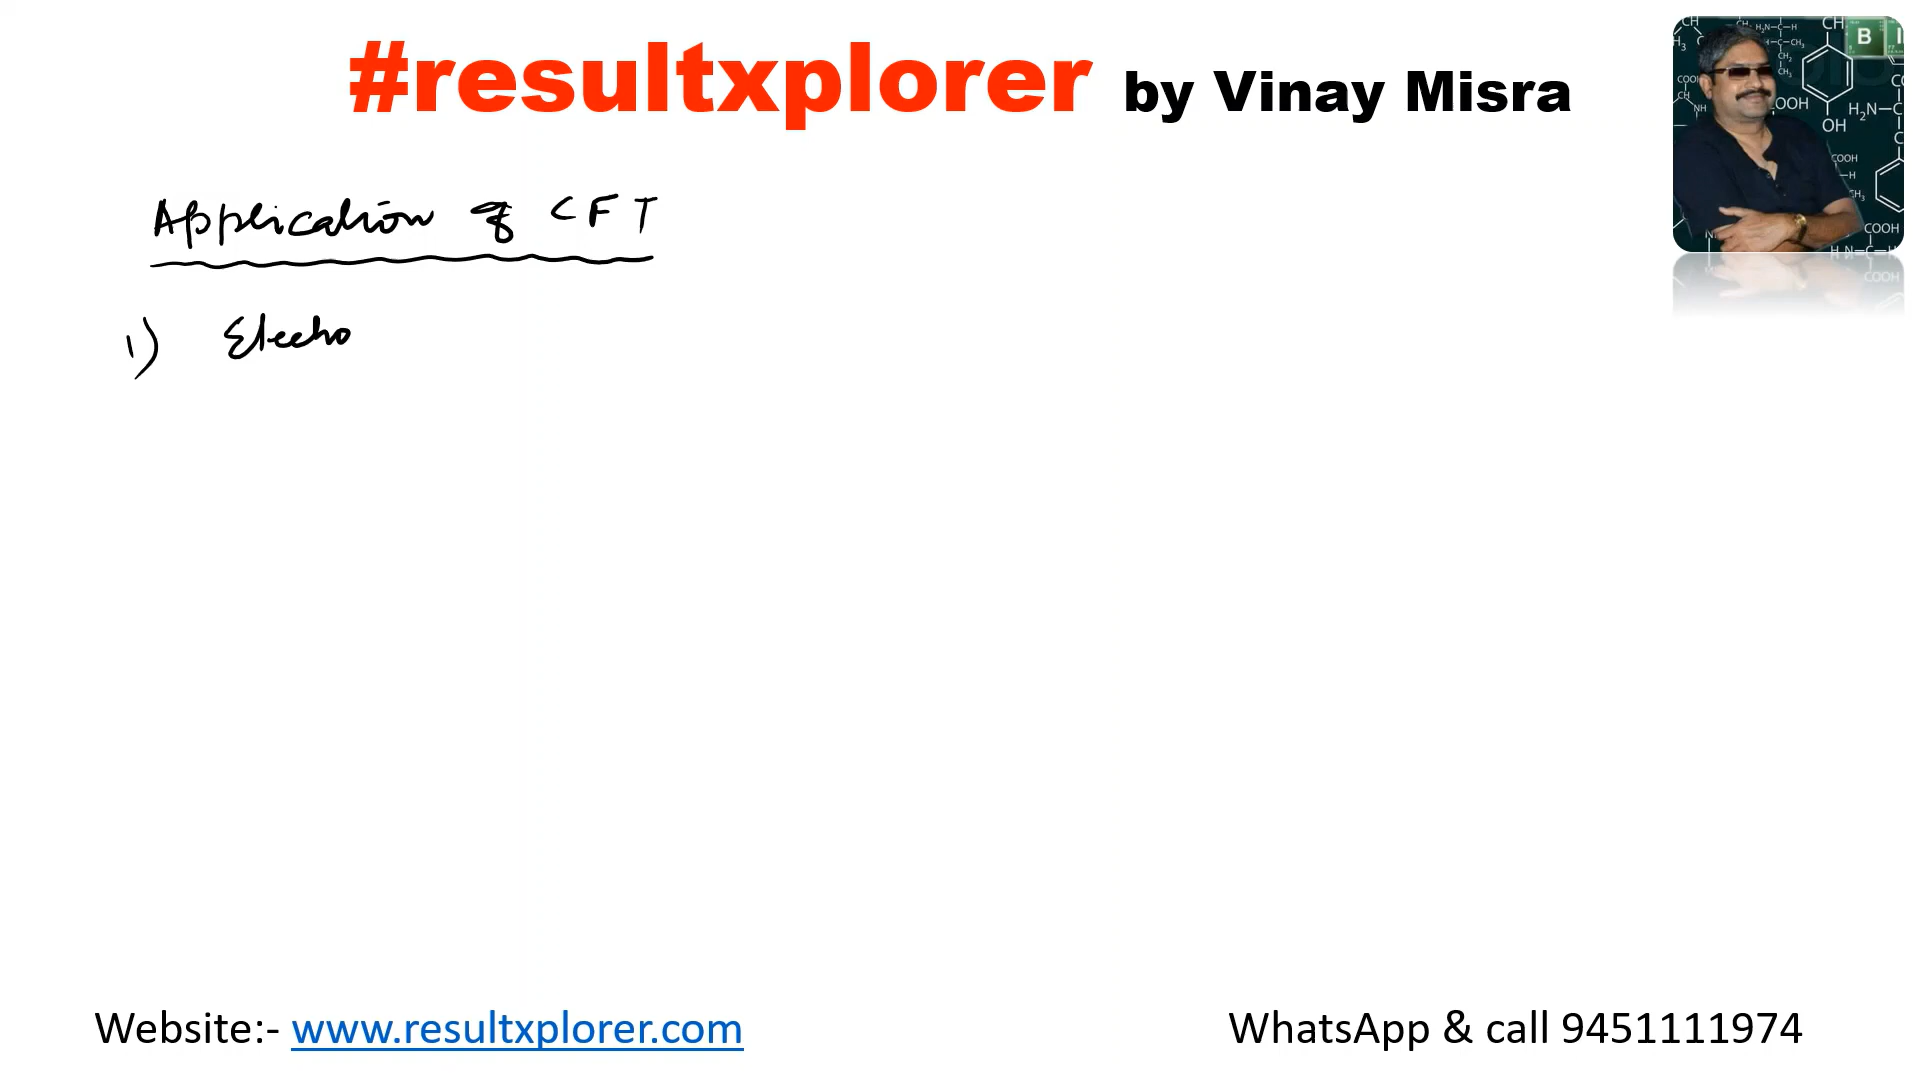 #resultxplorer by Vinay Misra
Application of CFT
1) Electro
Website:- www.resultxplorer.com
WhatsApp & call 9451111974